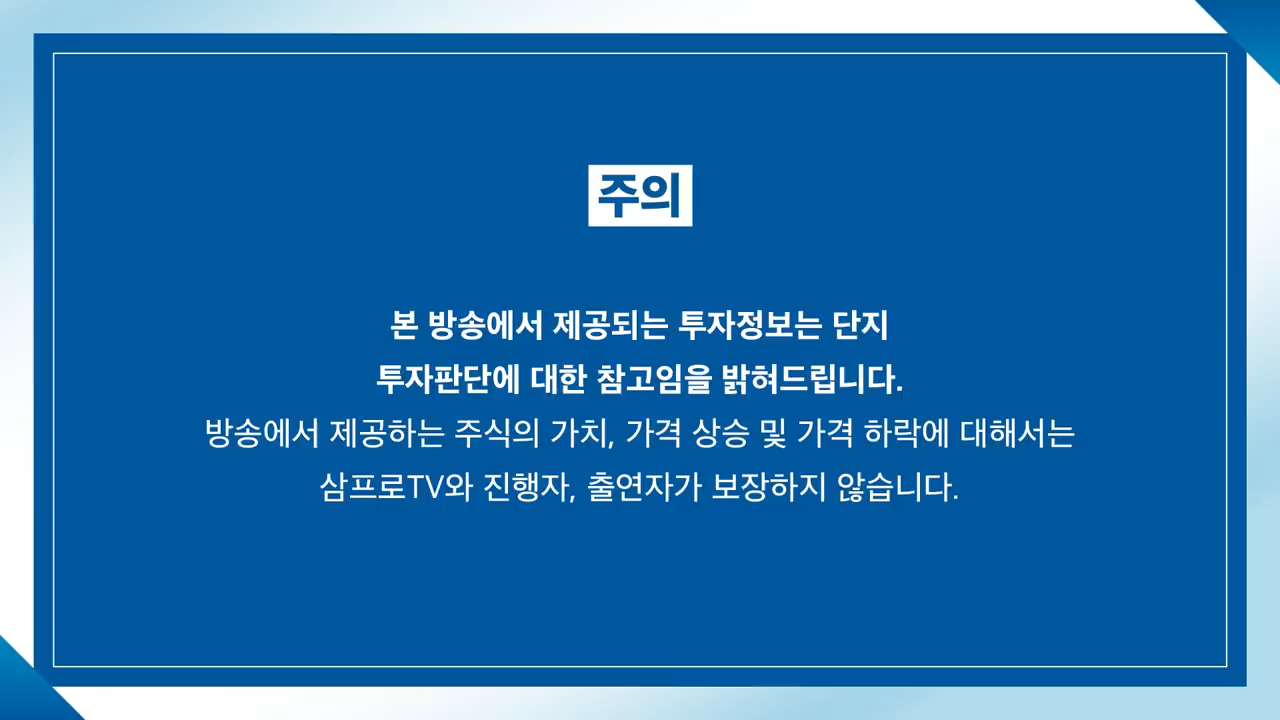 주의
본 방송에서 제공되는 투자정보는 단지
투자판단에 대한 참고임을 밝혀드립니다.
방송에서 제공하는 주식의 가치, 가격 상승 및 가격 하락에 대해서는
삼프로TV와 진행자, 출연자가 보장하지 않습니다.